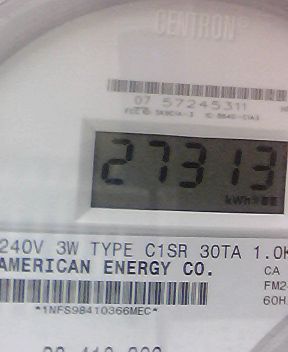 CENTRON®
07 57245311
27313
kWh
240V 3W TYPE C1SR 30TA 1.0K
AMERICAN ENERGY CO.
CA
FM2
60H
*1NFS98410366MEC*